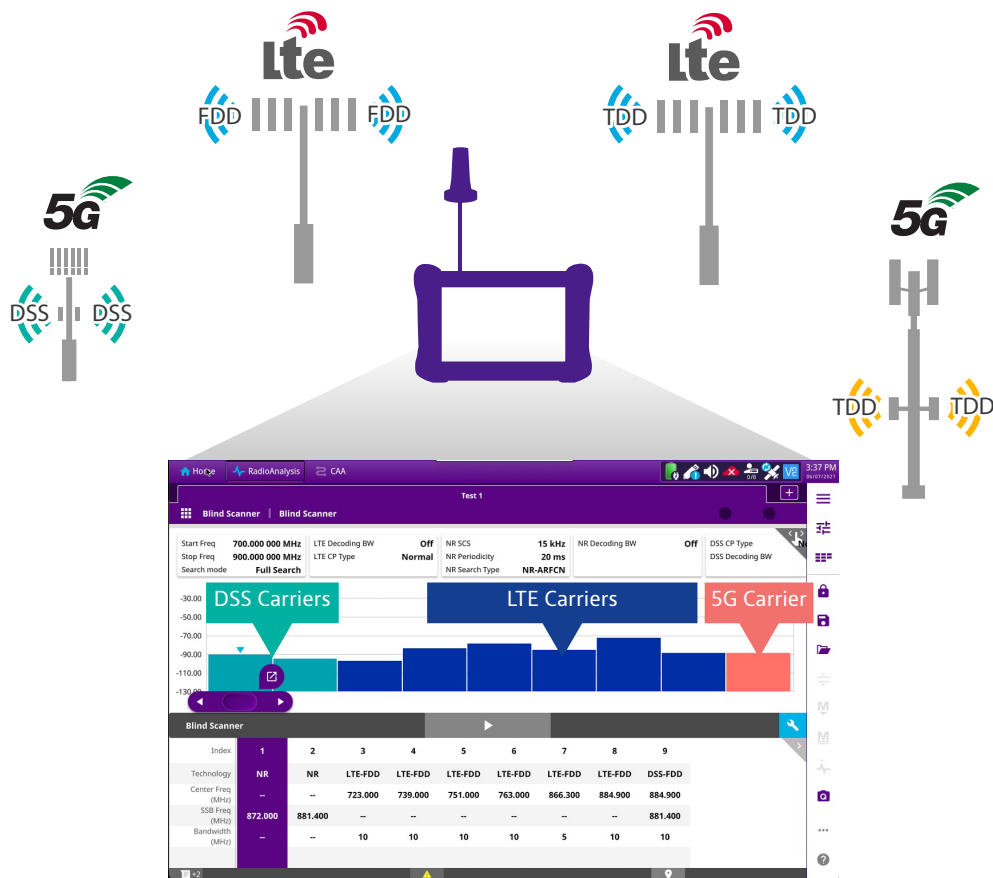 Lte
Lte
FDD FDD
TDD TDD
5G
5G
DSS DSS
TDD TDD
Home RadioAnalysis CAA 0/8 V2 3:37 PM
06/07/2021
Test 1 +
Blind Scanner | Blind Scanner
Start Freq 700.000 000 MHz LTE Decoding BW Off NR SCS 15 kHz NR Decoding BW Off DSS CP Type
Stop Freq 900.000 000 MHz LTE CP Type Normal NR Periodicity 20 ms DSS Decoding BW
Search mode Full Search NR Search Type NR-ARFCN
-30.00
DSS Carriers LTE Carriers 5G Carrier
-50.00
-70.00
-90.00
-110.00
-130.00
Blind Scanner
Index 1 2 3 4 5 6 7 8 9
Technology NR NR LTE-FDD LTE-FDD LTE-FDD LTE-FDD LTE-FDD LTE-FDD DSS-FDD
Center Freq
(MHz) -- -- 723.000 739.000 751.000 763.000 866.300 884.900 884.900
SSB Freq
(MHz) 872.000 881.400 -- -- -- -- -- -- 881.400
Bandwidth
(MHz) -- -- 10 10 10 10 5 10 10
+2
M
M
...
?